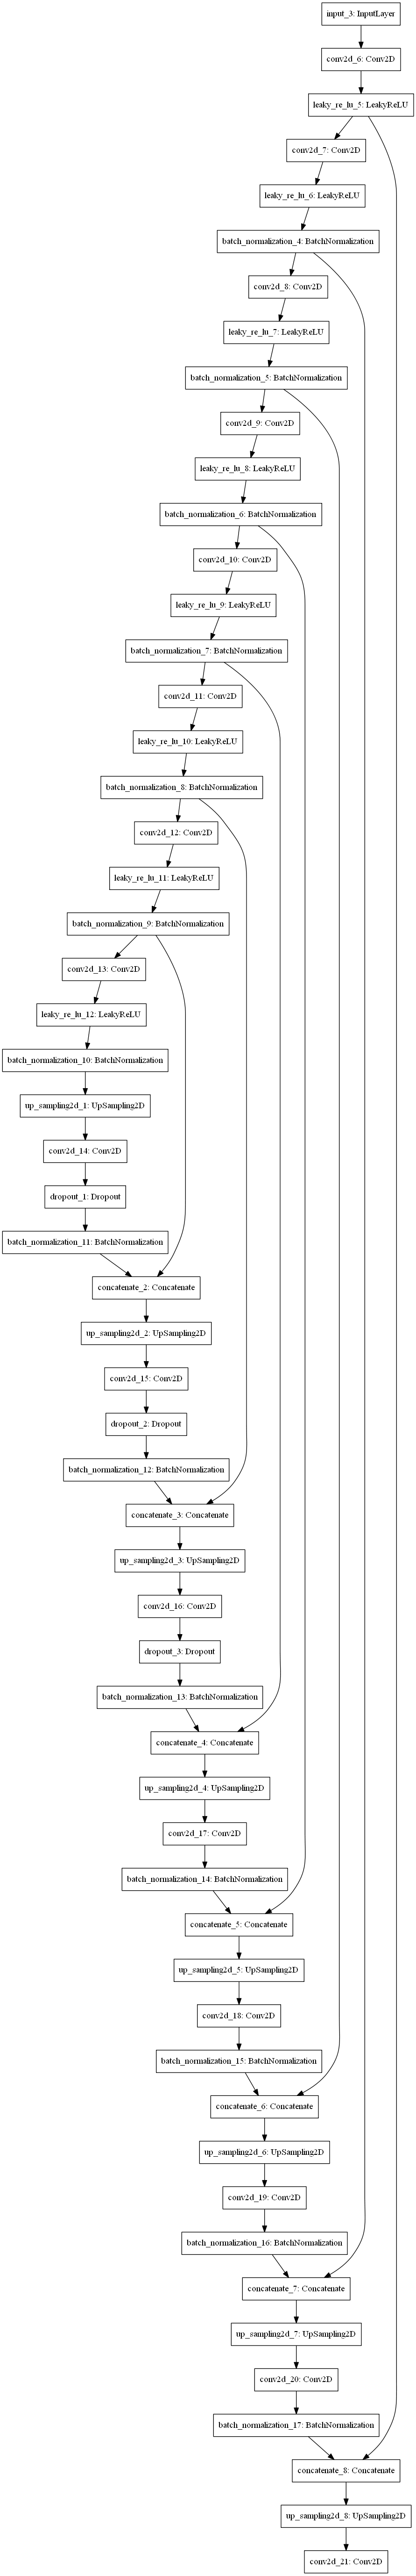 input_3: InputLayer
conv2d_6: Conv2D
leaky_re_lu_5: LeakyReLU
conv2d_7: Conv2D
leaky_re_lu_6: LeakyReLU
batch_normalization_4: BatchNormalization
conv2d_8: Conv2D
leaky_re_lu_7: LeakyReLU
batch_normalization_5: BatchNormalization
conv2d_9: Conv2D
leaky_re_lu_8: LeakyReLU
batch_normalization_6: BatchNormalization
conv2d_10: Conv2D
leaky_re_lu_9: LeakyReLU
batch_normalization_7: BatchNormalization
conv2d_11: Conv2D
leaky_re_lu_10: LeakyReLU
batch_normalization_8: BatchNormalization
conv2d_12: Conv2D
leaky_re_lu_11: LeakyReLU
batch_normalization_9: BatchNormalization
conv2d_13: Conv2D
leaky_re_lu_12: LeakyReLU
batch_normalization_10: BatchNormalization
up_sampling2d_1: UpSampling2D
conv2d_14: Conv2D
dropout_1: Dropout
batch_normalization_11: BatchNormalization
concatenate_2: Concatenate
up_sampling2d_2: UpSampling2D
conv2d_15: Conv2D
dropout_2: Dropout
batch_normalization_12: BatchNormalization
concatenate_3: Concatenate
up_sampling2d_3: UpSampling2D
conv2d_16: Conv2D
dropout_3: Dropout
batch_normalization_13: BatchNormalization
concatenate_4: Concatenate
up_sampling2d_4: UpSampling2D
conv2d_17: Conv2D
batch_normalization_14: BatchNormalization
concatenate_5: Concatenate
up_sampling2d_5: UpSampling2D
conv2d_18: Conv2D
batch_normalization_15: BatchNormalization
concatenate_6: Concatenate
up_sampling2d_6: UpSampling2D
conv2d_19: Conv2D
batch_normalization_16: BatchNormalization
concatenate_7: Concatenate
up_sampling2d_7: UpSampling2D
conv2d_20: Conv2D
batch_normalization_17: BatchNormalization
concatenate_8: Concatenate
up_sampling2d_8: UpSampling2D
conv2d_21: Conv2D